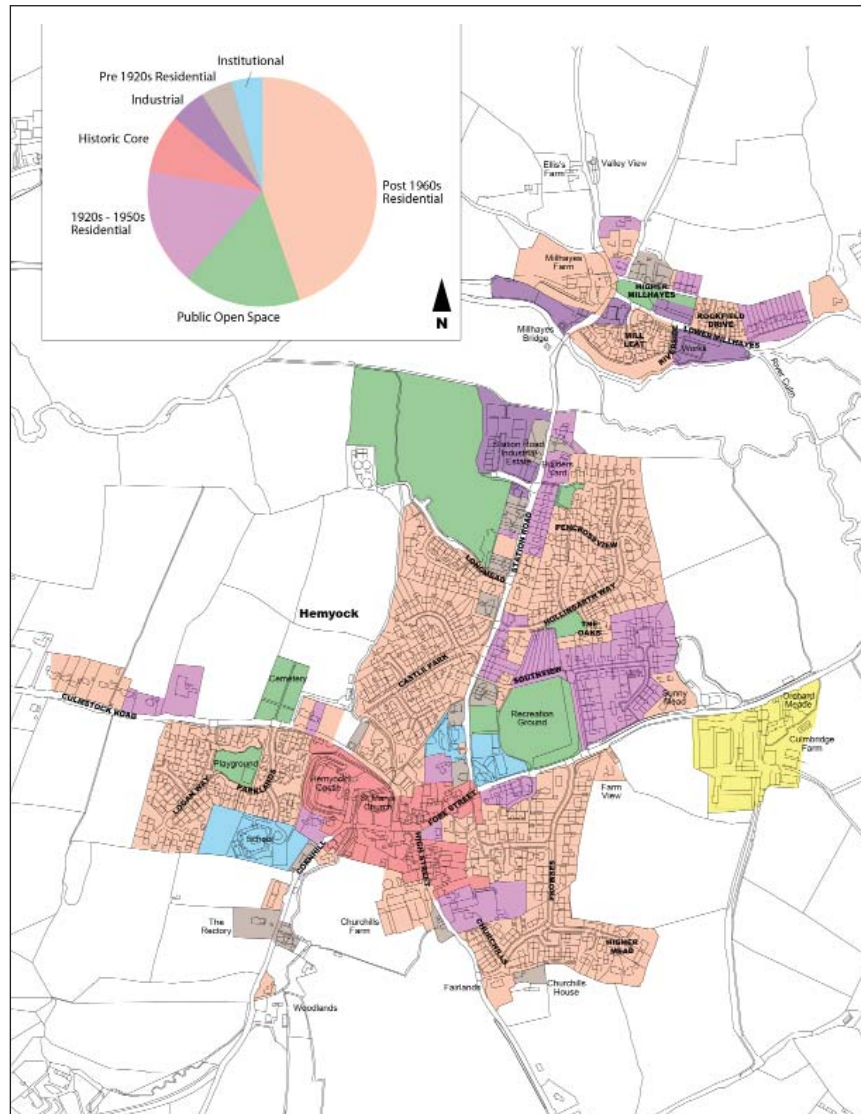 Institutional
Pre 1920s Residential
Industrial
Historic Core
Post 1960s
Residential
1920s - 1950s
Residential
Public Open Space
N
Ellis's
Farm
Valley View
Millhayes
Farm
HIGHER
MILLHAYES
ROCKFIELD
DRIVE
MILL
LEAT
RIVERSIDE
Works
LOWER MILLHAYES
Millhayes
Bridge
River Culm
Station Road
Industrial
Estate
Builders
Yard
STATION ROAD
PENCROSS VIEW
LONGMEAD
HOLLINGARTH WAY
THE
OAKS
Hemyock
CASTLE PARK
SOUTHVIEW
Sunny
Mead
Orchard
Meade
Culmbridge
Farm
Cemetery
CULMSTOCK ROAD
Recreation
Ground
Playground
LOGAN WAY
PARKLANDS
Hemyock
Castle
St Marys
Church
FORE STREET
Farm
View
School
CORNHILL
HIGH STREET
PROWSES
The
Rectory
Churchills
Farm
CHURCHILLS
HIGHER
MEAD
Fairlands
Churchills
House
Woodlands